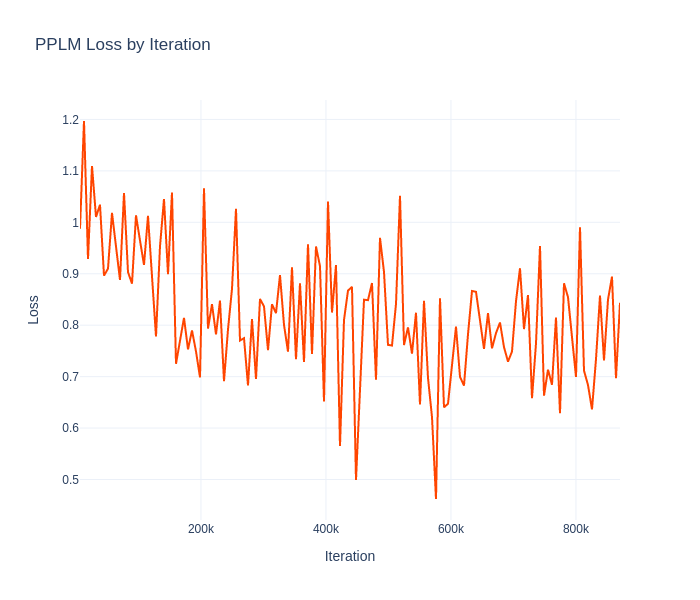 PPLM Loss by Iteration
1.2
1.1
1
0.9
0.8
0.7
0.6
0.5
Loss
200k
400k
600k
800k
Iteration